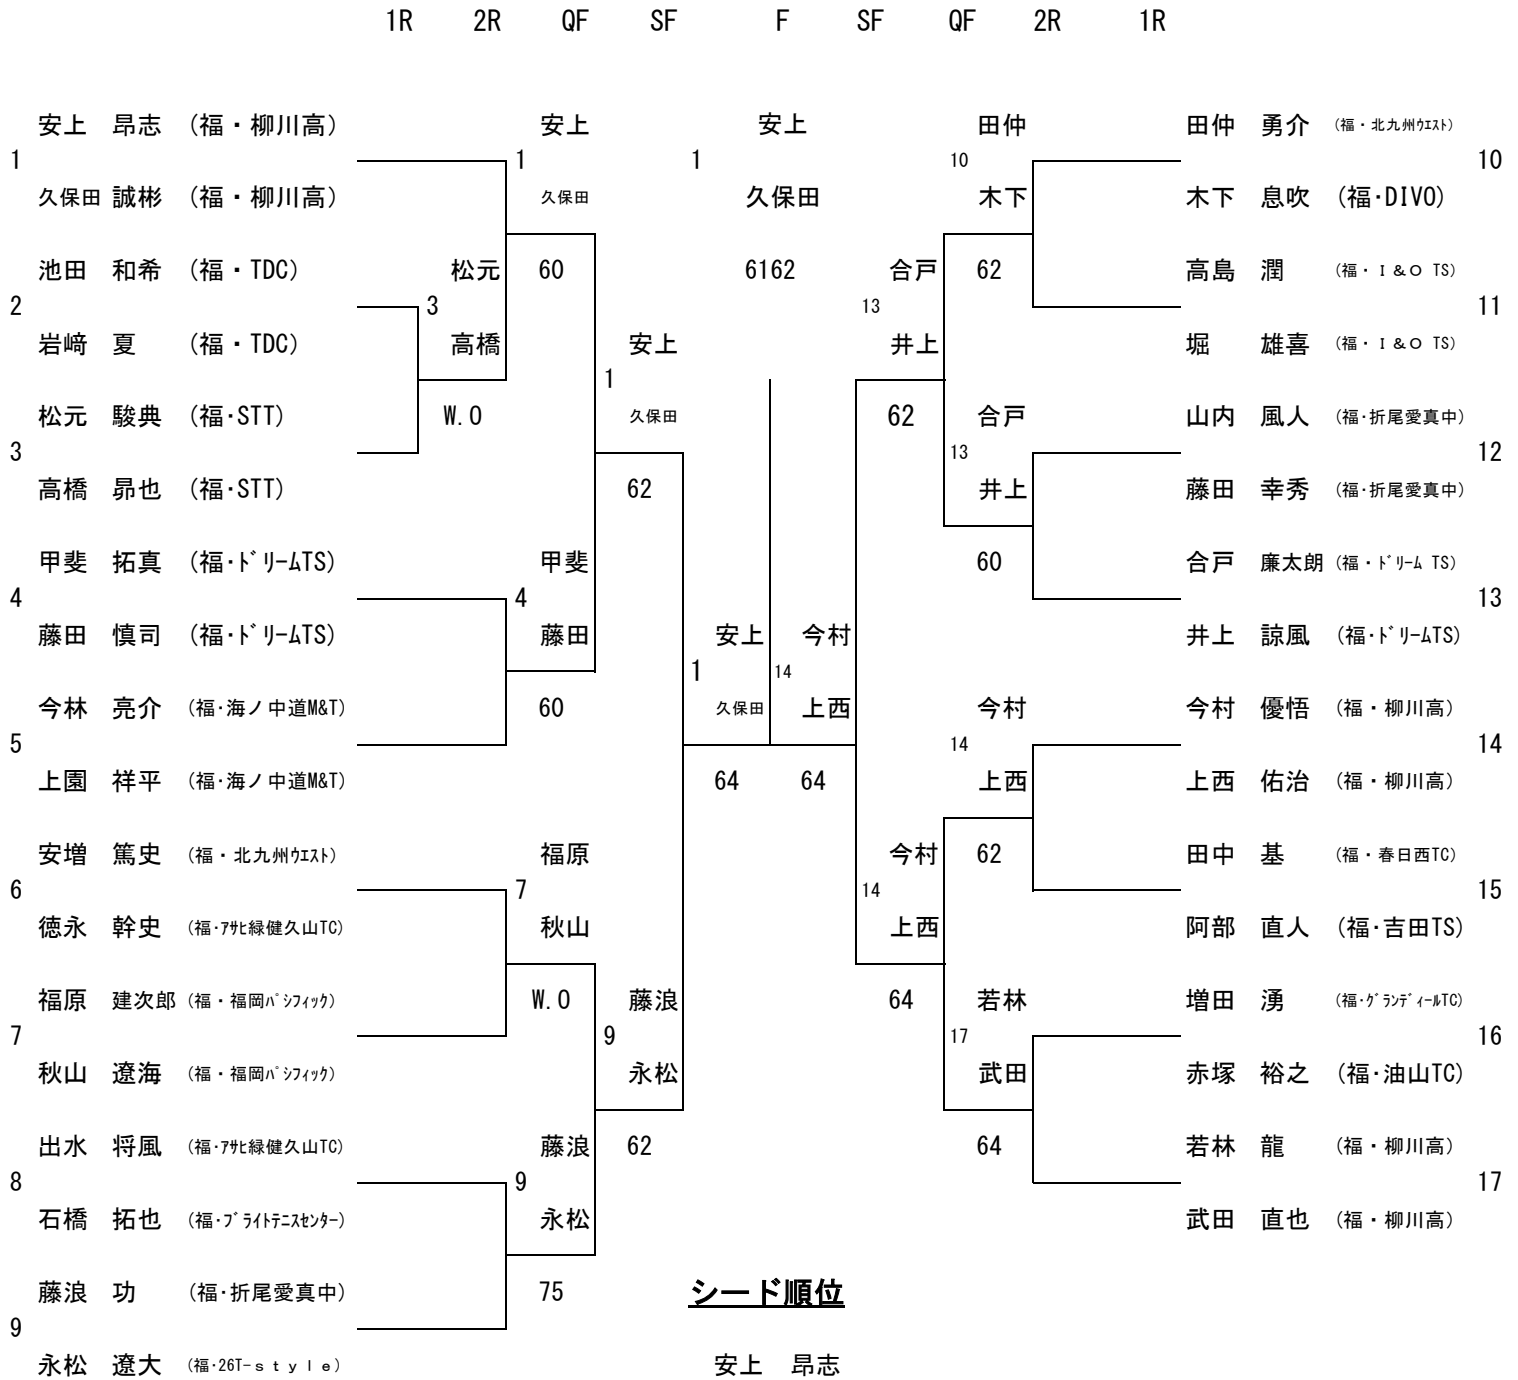 1R 2R QF SF F SF QF 2R 1R
安上 昂志 (福・柳川高) 安上 安上 田仲 田仲 勇介 (福・北九州ｳｴｽﾄ)
1 1 1 10 10
久保田 誠彬 (福・柳川高) 久保田 久保田 木下 木下 息吹 (福・DIVO)
池田 和希 (福・TDC) 松元 60 6162 合戸 62 高島 潤 (福・Ｉ＆Ｏ TS)
2 3 13 11
岩﨑 夏 (福・TDC) 高橋 安上 井上 堀 雄喜 (福・Ｉ＆Ｏ TS)
1
松元 駿典 (福・STT) W.O 久保田 62 合戸 山内 風人 (福・折尾愛真中)
3 13 12
高橋 昴也 (福・STT) 62 井上 藤田 幸秀 (福・折尾愛真中)
甲斐 拓真 (福・ﾄﾞﾘｰﾑTS) 甲斐 60 合戸 廉太朗 (福・ﾄﾞﾘｰﾑ TS)
4 4 13
藤田 慎司 (福・ﾄﾞﾘｰﾑTS) 藤田 安上 今村 井上 諒風 (福・ﾄﾞﾘｰﾑTS)
1 14
今林 亮介 (福・海ノ中道M&T) 60 久保田 上西 今村 今村 優悟 (福・柳川高)
5 14 14
上園 祥平 (福・海ノ中道M&T) 64 64 上西 上西 佑治 (福・柳川高)
安増 篤史 (福・北九州ｳｴｽﾄ) 福原 今村 62 田中 基 (福・春日西TC)
6 7 14 15
徳永 幹史 (福・ｱｻﾋ緑健久山TC) 秋山 上西 阿部 直人 (福・吉田TS)
福原 建次郎 (福・福岡ﾊﾟｼﾌｨｯｸ) W.O 藤浪 64 若林 増田 湧 (福・ｸﾞﾗﾝﾃﾞｨｰﾙTC)
7 9 17 16
秋山 遼海 (福・福岡ﾊﾟｼﾌｨｯｸ) 永松 武田 赤塚 裕之 (福・油山TC)
出水 将風 (福・ｱｻﾋ緑健久山TC) 藤浪 62 64 若林 龍 (福・柳川高)
8 9 17
石橋 拓也 (福・ﾌﾞﾗｲﾄﾃﾆｽｾﾝﾀｰ) 永松 武田 直也 (福・柳川高)
藤浪 功 (福・折尾愛真中) 75 シード順位
9
永松 遼大 (福・26T-ｓｔｙｌｅ) 安上 昂志